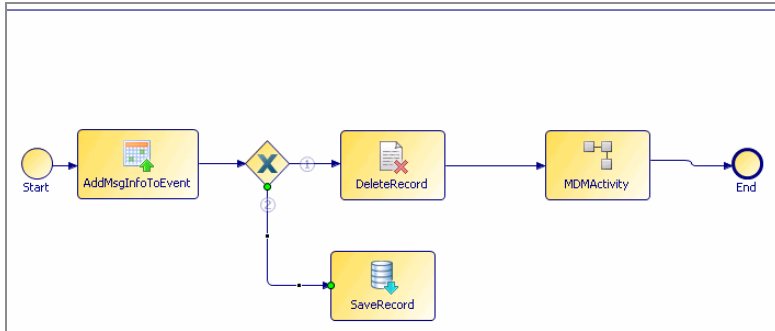 Start
AddMsgInfoToEvent
1
DeleteRecord
MDMActivity
End
2
SaveRecord